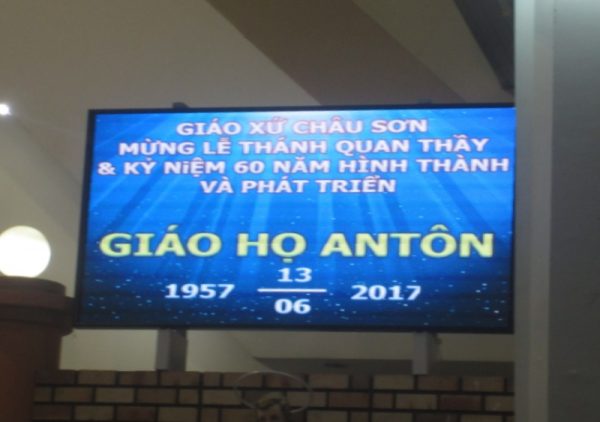 GIÁO XỨ CHÂU SƠN
MỪNG LỄ THÁNH QUAN THẦY
& KỶ NiỆM 60 NĂM HÌNH THÀNH
VÀ PHÁT TRIỂN
GIÁO HỌ ANTÔN
1957 13 2017
06